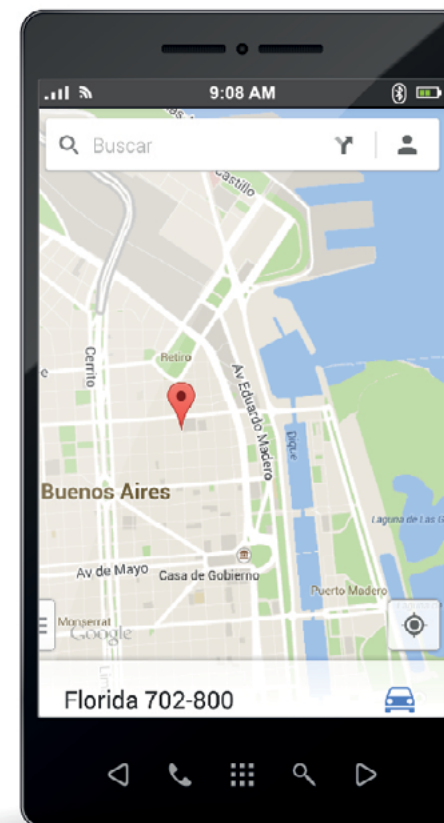 9:08 AM
Buscar
Castillo
Retiro
Cerrito
Av Eduardo Madero
Dique
Buenos Aires
Laguna de Las
Av de Mayo
Casa de Gobierno
Puerto Madero
Monserrat
Google
Florida 702-800